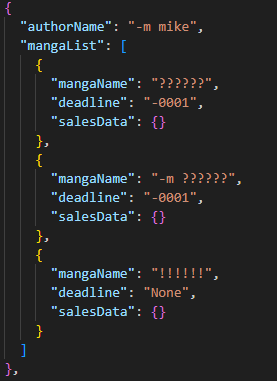 {
"authorName": "-m mike",
"mangaList": [
{
"mangaName": "??????",
"deadline": "-0001",
"salesData": {}
},
{
"mangaName": "-m ??????",
"deadline": "-0001",
"salesData": {}
},
{
"mangaName": "!!!!!!",
"deadline": "None",
"salesData": {}
}
]
},